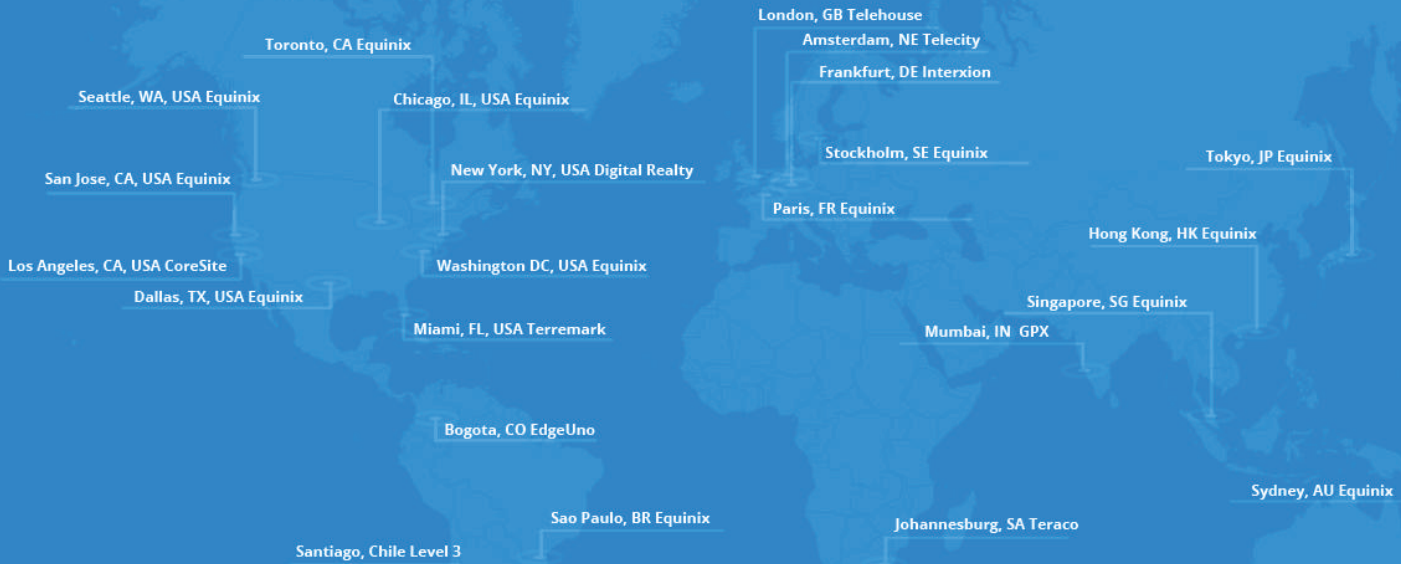 London, GB Telehouse
Toronto, CA Equinix
Amsterdam, NE Telecity
Frankfurt, DE Interxion
Seattle, WA, USA Equinix
Chicago, IL, USA Equinix
Stockholm, SE Equinix
Tokyo, JP Equinix
New York, NY, USA Digital Realty
San Jose, CA, USA Equinix
Paris, FR Equinix
Hong Kong, HK Equinix
Los Angeles, CA, USA CoreSite
Washington DC, USA Equinix
Dallas, TX, USA Equinix
Singapore, SG Equinix
Miami, FL, USA Terremark
Mumbai, IN GPX
Bogota, CO EdgeUno
Sydney, AU Equinix
Sao Paulo, BR Equinix
Johannesburg, SA Teraco
Santiago, Chile Level 3